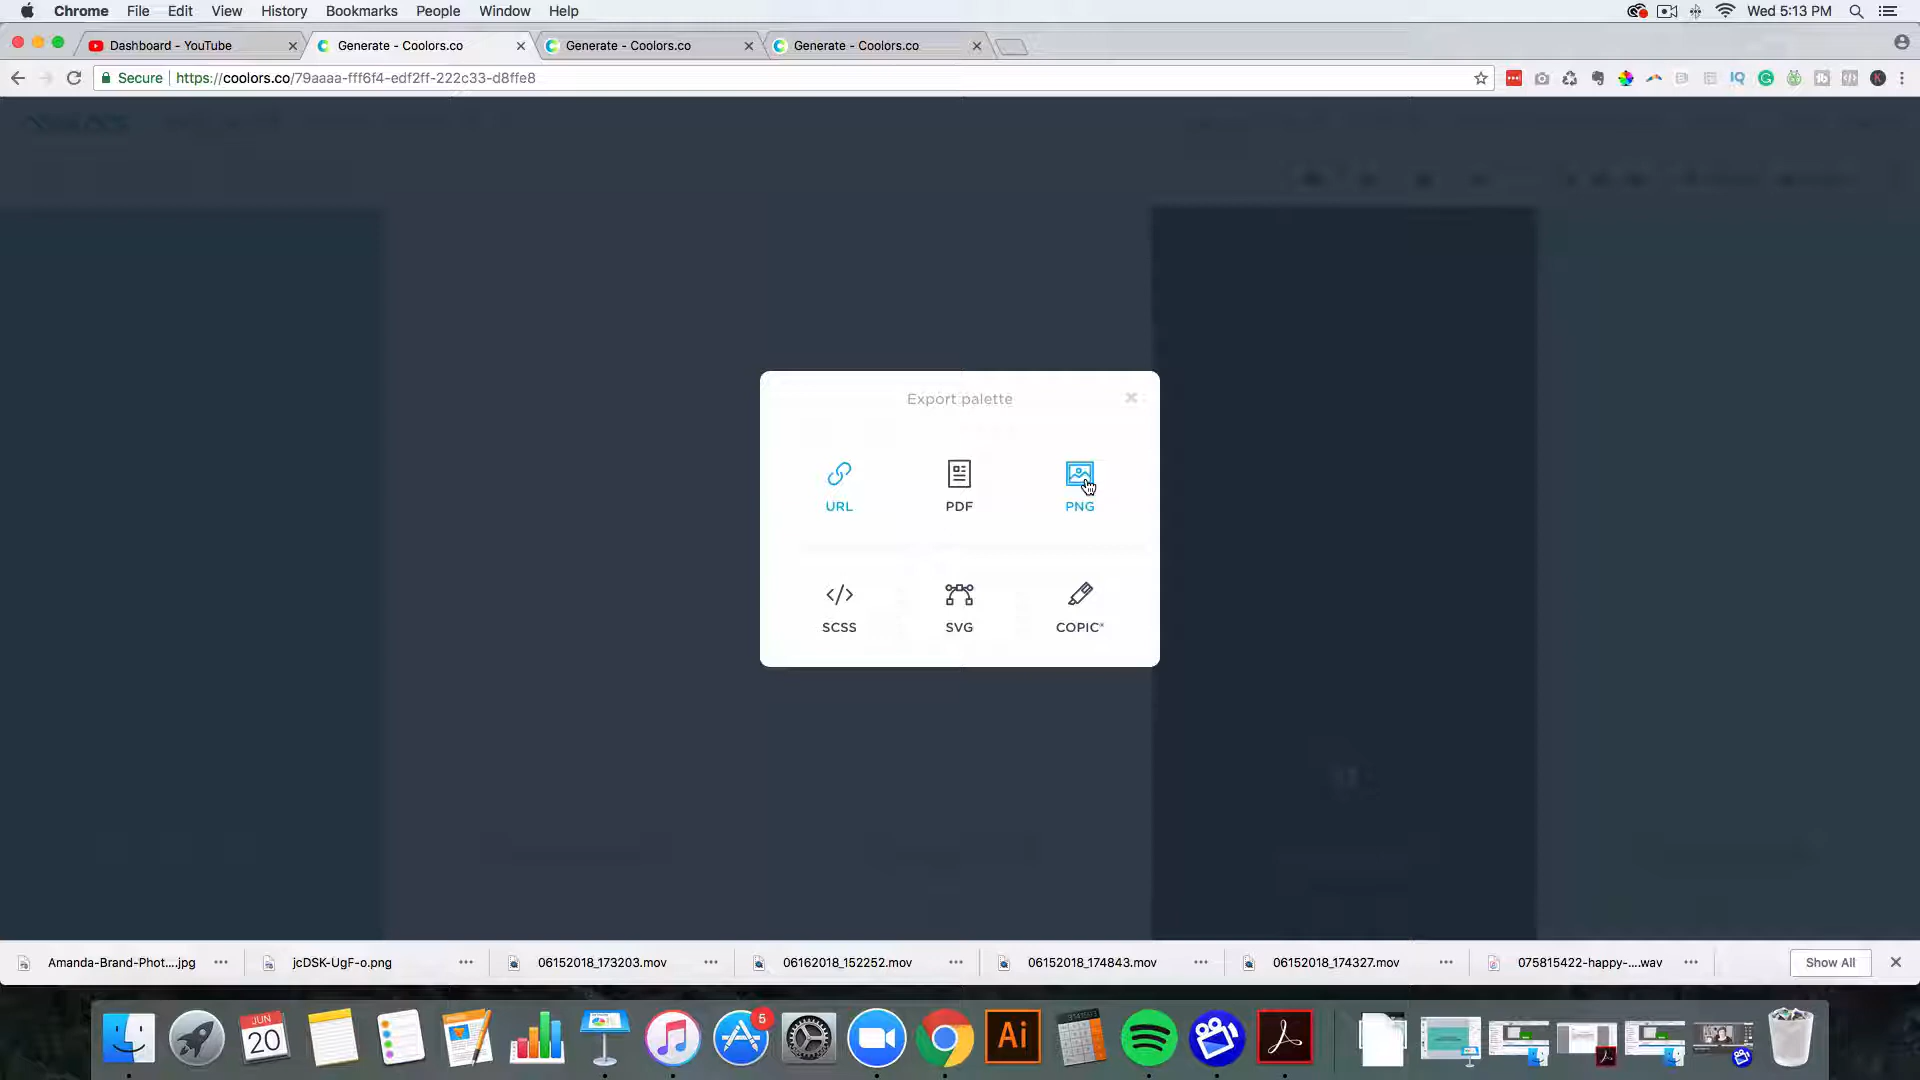 Chrome File Edit View History Bookmarks People Window Help Wed 5:13 PM
Dashboard - YouTube Generate - Coolors.co Generate - Coolors.co Generate - Coolors.co
Secure https://coolors.co/79aaaa-fff6f4-edf2ff-222c33-d8ffe8
Export palette
URL PDF PNG
SCSS SVG COPIC®
Amanda-Brand-Phot....jpg jcDSK-UgF-o.png 06152018_173203.mov 06162018_152252.mov 06152018_174843.mov 06152018_174327.mov 075815422-happy-....wav Show All
5
JUN
20
Ai